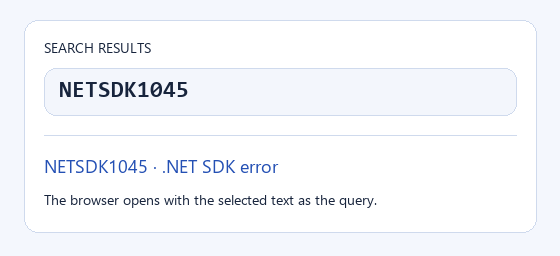 SEARCH RESULTS
NETSDK1045
NETSDK1045 · .NET SDK error
The browser opens with the selected text as the query.